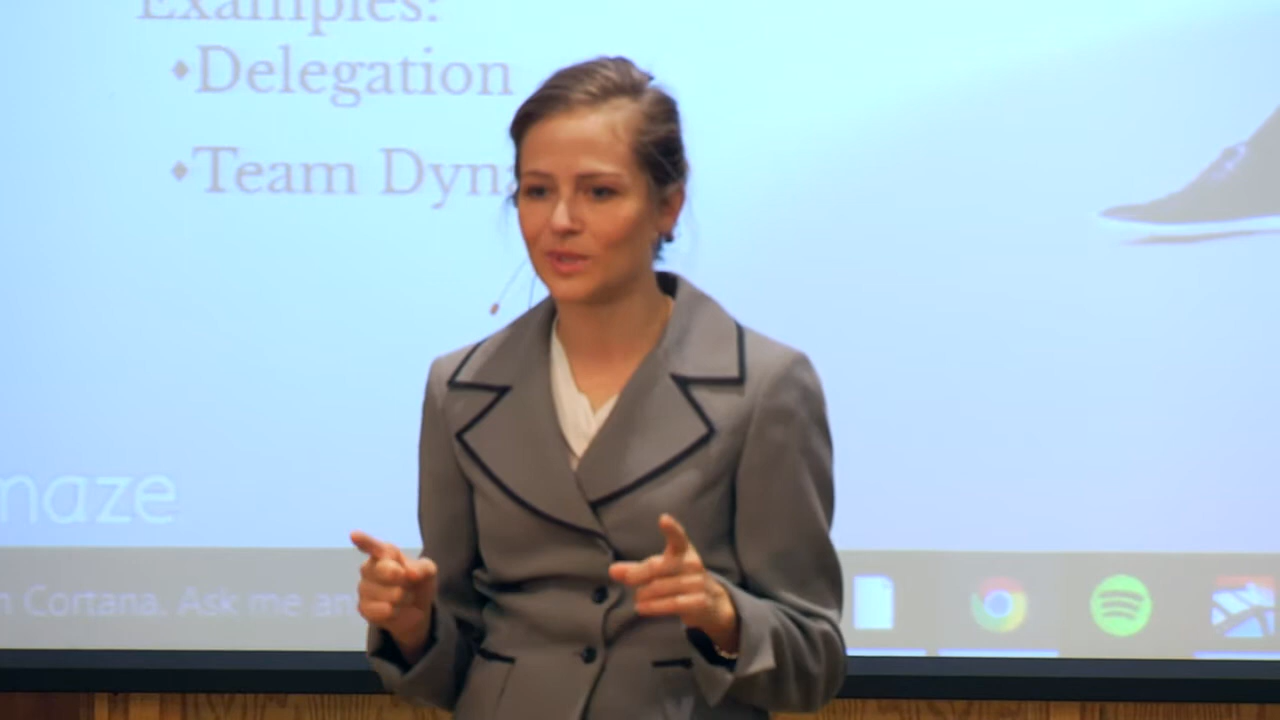 Examples:
•Delegation
•Team Dyn
maze
Cortana. Ask me an